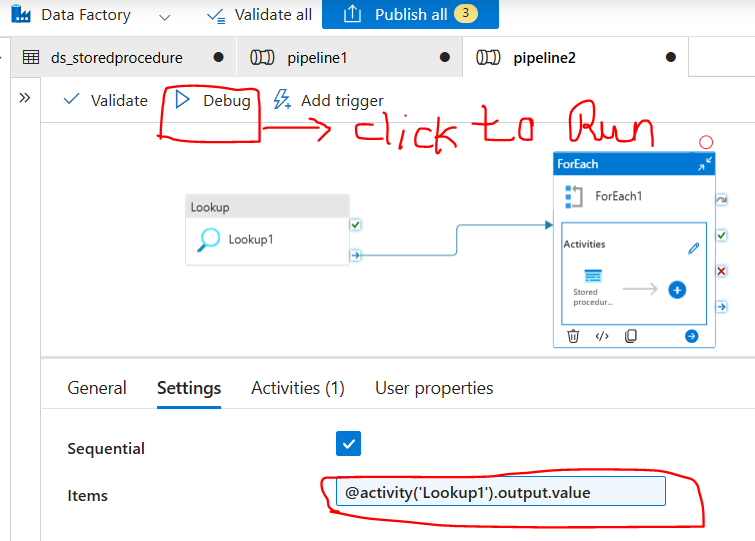 Data Factory Validate all Publish all 3
ds_storedprocedure pipeline1 pipeline2
Validate Debug Add trigger
click to Run
ForEach
Lookup ForEach1
Lookup1
Activities
Stored
procedur...
General Settings Activities (1) User properties
Sequential
Items @activity('Lookup1').output.value